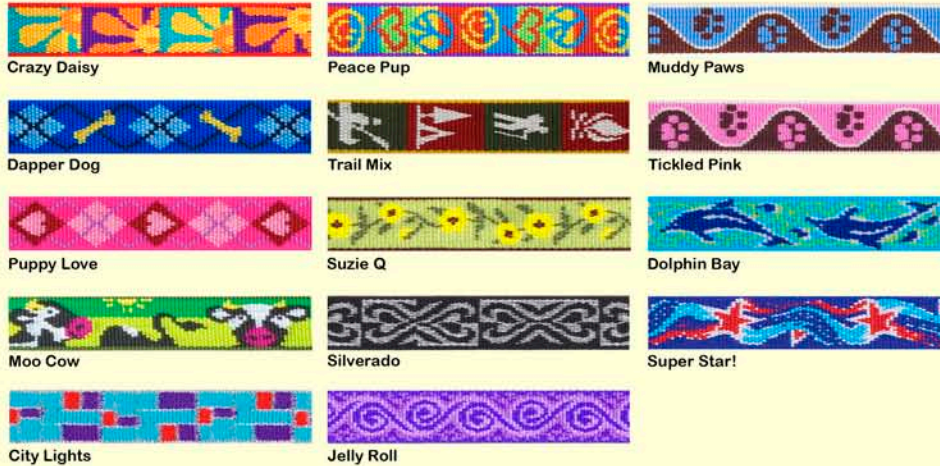 Crazy Daisy
Peace Pup
Muddy Paws
Dapper Dog
Trail Mix
Tickled Pink
Puppy Love
Suzie Q
Dolphin Bay
Moo Cow
Silverado
Super Star!
City Lights
Jelly Roll